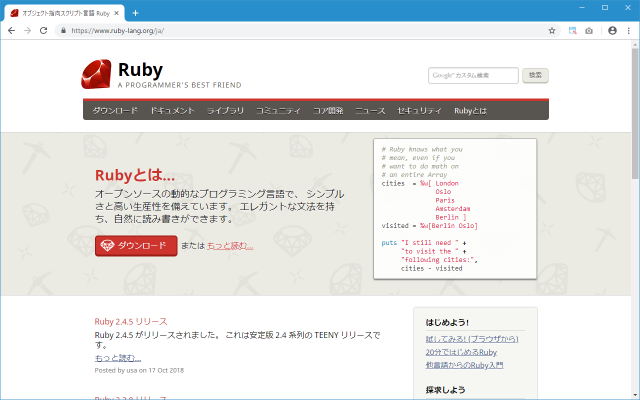 オブジェクト指向スクリプト言語 Ruby
https://www.ruby-lang.org/ja/
Ruby
A PROGRAMMER'S BEST FRIEND
Google カスタム検索
検索
ダウンロード ドキュメント ライブラリ コミュニティ コア開発 ニュース セキュリティ Rubyとは
Rubyとは...
オープンソースの動的なプログラミング言語で、 シンプル
さと高い生産性を備えています。 エレガントな文法を持
ち、自然に読み書きができます。
ダウンロード または もっと読む...
# Ruby knows what you
# mean, even if you
# want to do math on
# an entire Array
cities = %w[ London
Oslo
Paris
Amsterdam
Berlin ]
visited = %w[Berlin Oslo]
puts "I still need " +
"to visit the " +
"following cities:",
cities - visited
Ruby 2.4.5 リリース
Ruby 2.4.5 がリリースされました。 これは安定版 2.4 系列の TEENY リリースで
す。
もっと読む...
Posted by usa on 17 Oct 2018
はじめよう!
試してみる! (ブラウザから)
20分ではじめるRuby
他言語からのRuby入門
探求しよう